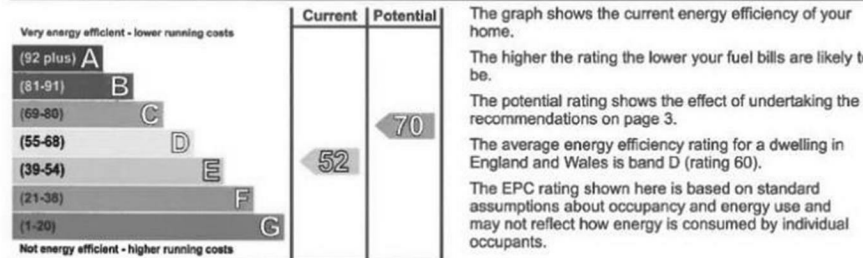 Current Potential
Very energy efficient - lower running costs
(92 plus) A
(81-91) B
(69-80) C
(55-68) D
(39-54) E
(21-38) F
(1-20) G
Not energy efficient - higher running costs
52
70
The graph shows the current energy efficiency of your
home.
The higher the rating the lower your fuel bills are likely t
be.
The potential rating shows the effect of undertaking the
recommendations on page 3.
The average energy efficiency rating for a dwelling in
England and Wales is band D (rating 60).
The EPC rating shown here is based on standard
assumptions about occupancy and energy use and
may not reflect how energy is consumed by individual
occupants.